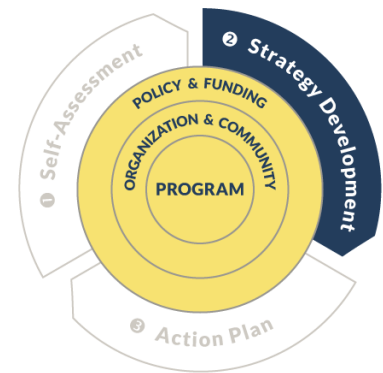 ❶ Self-Assessment
❷ Strategy Development
❸ Action Plan
POLICY & FUNDING
ORGANIZATION & COMMUNITY
PROGRAM